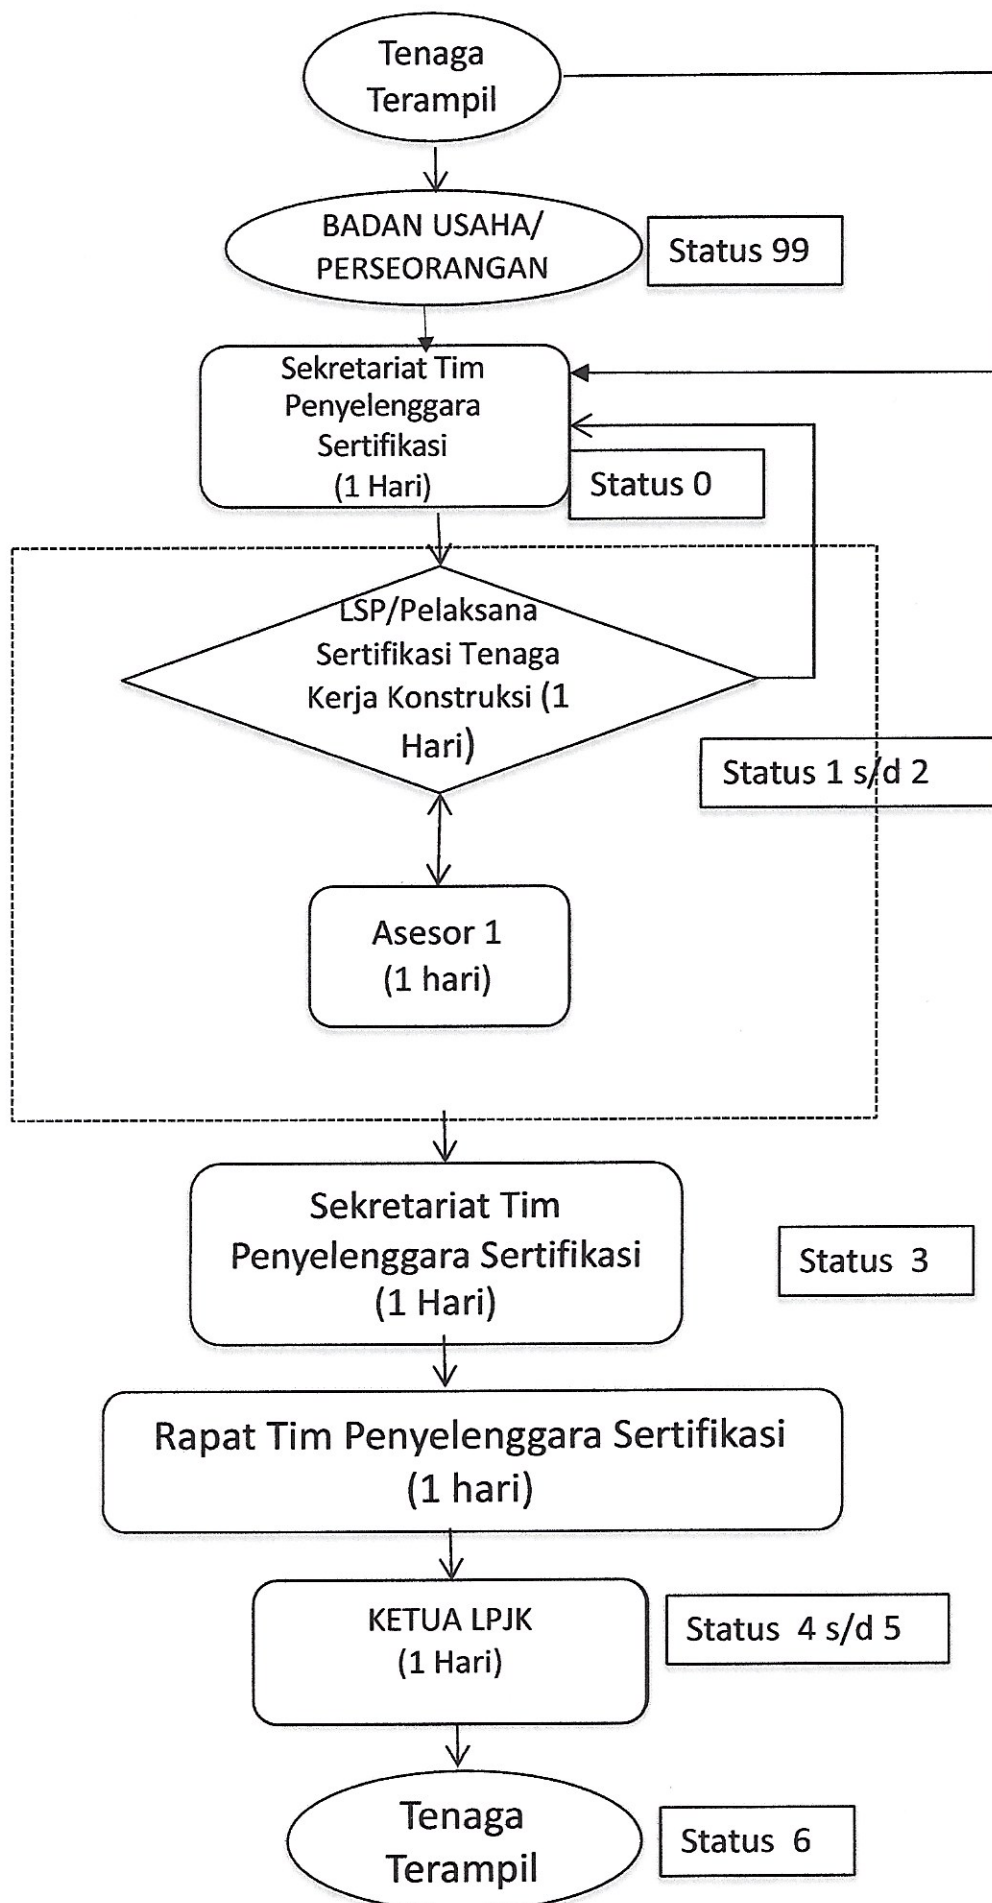 Tenaga
Terampil
BADAN USAHA/
PERSEORANGAN
Status 99
Sekretariat Tim
Penyelenggara
Sertifikasi
(1 Hari)
Status 0
LSP/Pelaksana
Sertifikasi Tenaga
Kerja Konstruksi (1
Hari)
Status 1 s/d 2
Asesor 1
(1 hari)
Sekretariat Tim
Penyelenggara Sertifikasi
(1 Hari)
Status 3
Rapat Tim Penyelenggara Sertifikasi
(1 hari)
KETUA LPJK
(1 Hari)
Status 4 s/d 5
Tenaga
Terampil
Status 6